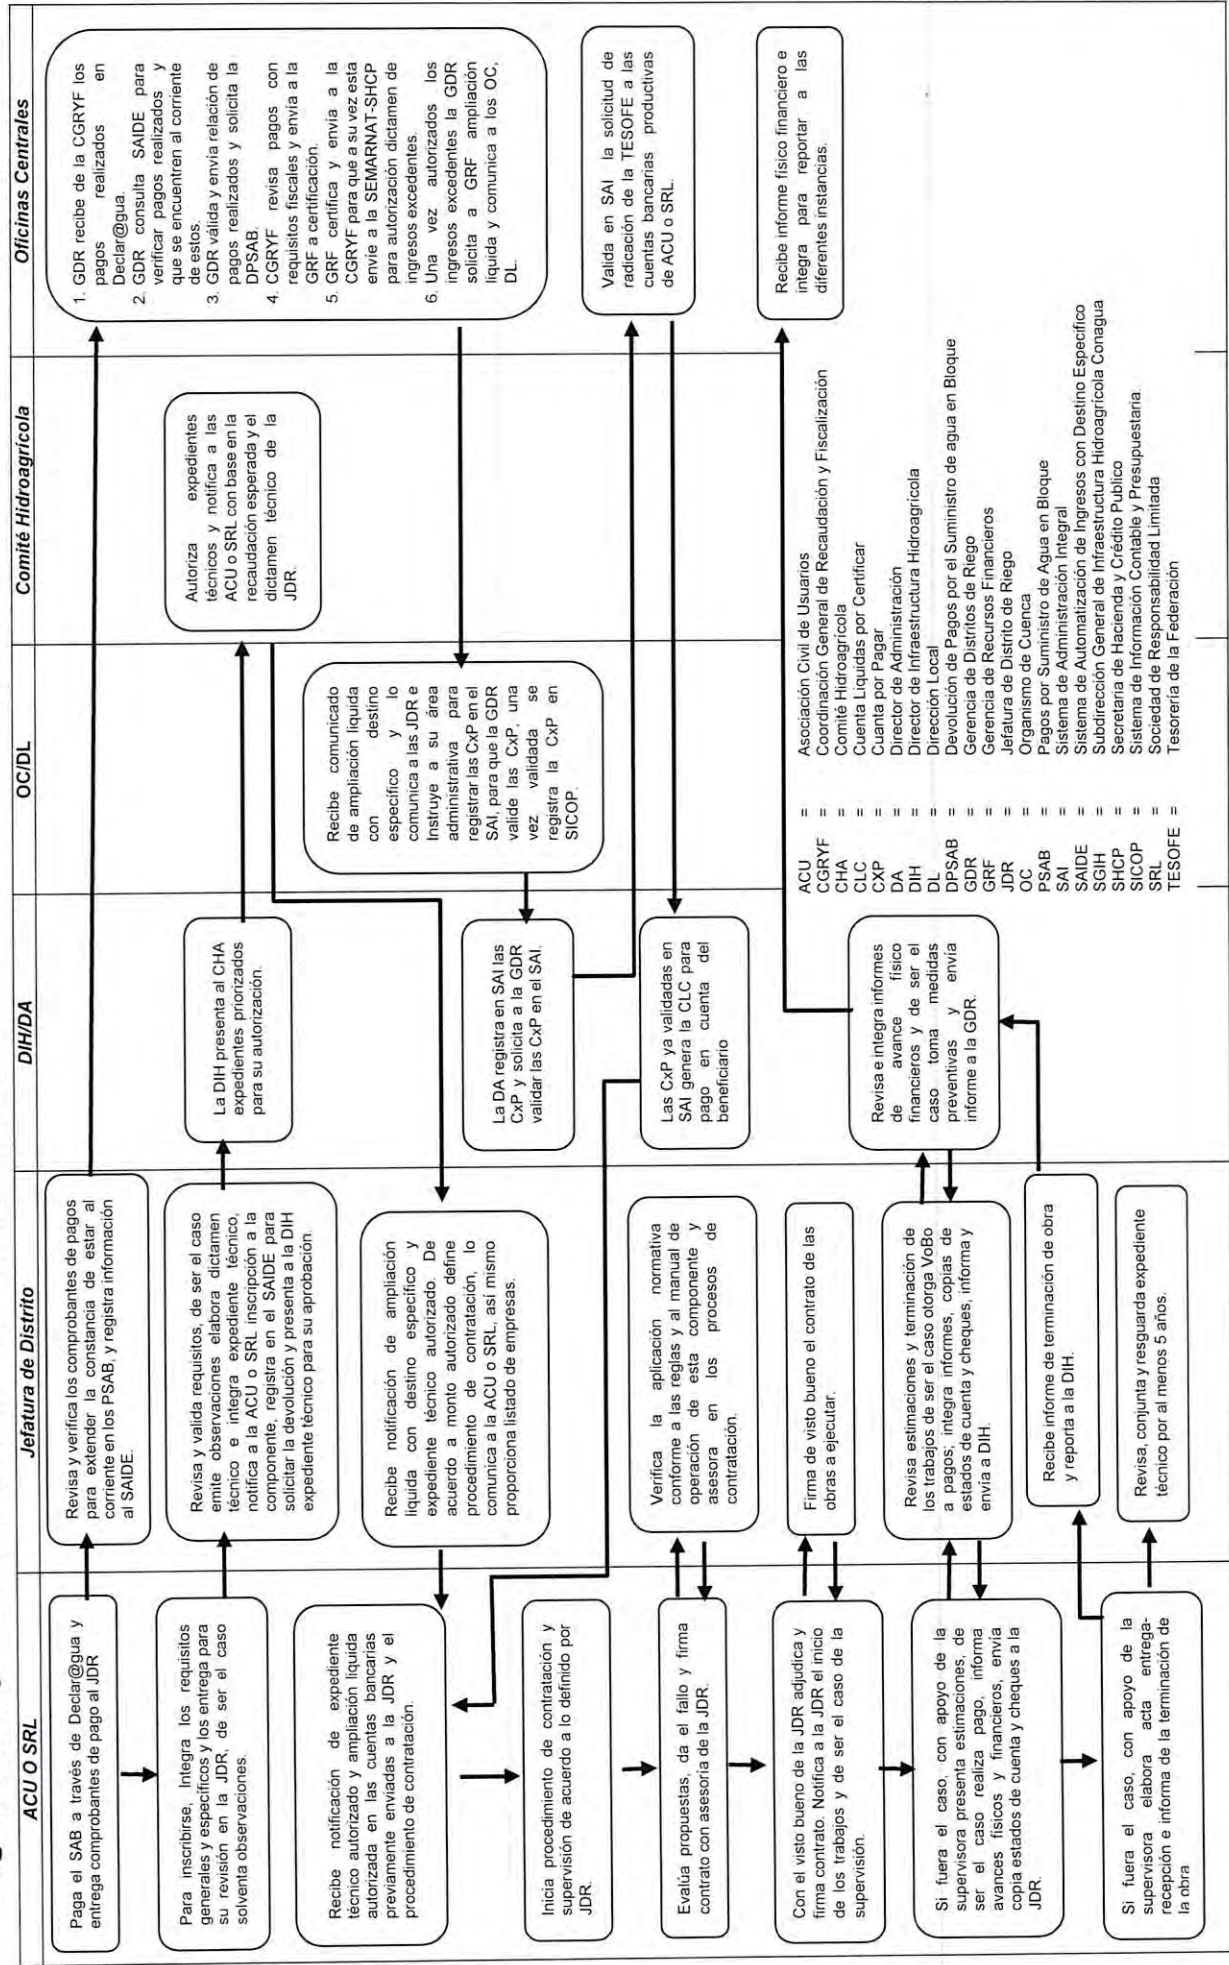 ACU O SRL
Jefatura de Distrito
DIH/DA
OC/DL
Comité Hidroagrícola
Oficinas Centrales
Paga el SAB a través de Declar@gua y
entrega comprobantes de pago al JDR
Para inscribirse, Integra los requisitos
generales y específicos y los entrega para
su revisión en la JDR, de ser el caso
solventa observaciones.
Recibe notificación de expediente
técnico autorizado y ampliación liquida
autorizada en las cuentas bancarias
previamente enviadas a la JDR y el
procedimiento de contratación.
Inicia procedimiento de contratación y
supervisión de acuerdo a lo definido por
JDR.
Evalúa propuestas, da el fallo y firma
contrato con asesoría de la JDR.
Con el visto bueno de la JDR adjudica y
firma contrato. Notifica a la JDR el inicio
de los trabajos y de ser el caso de la
supervisión.
Si fuera el caso, con apoyo de la
supervisora presenta estimaciones, de
ser el caso realiza pago, informa
avances físicos y financieros, envía
copia estados de cuenta y cheques a la
JDR.
Si fuera el caso, con apoyo de la
supervisora elabora acta entrega-
recepción e informa de la terminación de
la obra
Revisa y verifica los comprobantes de pagos
para extender la constancia de estar al
corriente en los PSAB, y registra información
al SAIDE.
Revisa y valida requisitos, de ser el caso
emite observaciones elabora dictamen
técnico e integra expediente técnico,
notifica a la ACU o SRL inscripción a la
componente, registra en el SAIDE para
solicitar la devolución y presenta a la DIH
expediente técnico para su aprobación.
Recibe notificación de ampliación
liquida con destino especifico y
expediente técnico autorizado. De
acuerdo a monto autorizado define
procedimiento de contratación, lo
comunica a la ACU o SRL, así mismo
proporciona listado de empresas.
Verifica la aplicación normativa
conforme a las reglas y al manual de
operación de esta componente y
asesora en los procesos de
contratación.
Firma de visto bueno el contrato de las
obras a ejecutar.
Revisa estimaciones y terminación de
los trabajos de ser el caso otorga VoBo
a pagos; integra informes, copias de
estados de cuenta y cheques, informa y
envía a DIH.
Recibe informe de terminación de obra
y reporta a la DIH.
Revisa, conjunta y resguarda expediente
técnico por al menos 5 años.
La DIH presenta al CHA
expedientes priorizados
para su autorización.
La DA registra en SAI las
CxP y solicita a la GDR
validar las CxP en el SAI.
Las CxP ya validadas en
SAI genera la CLC para
pago en cuenta del
beneficiario
Revisa e integra informes
de avance físico
financieros y de ser el
caso toma medidas
preventivas y envía
informe a la GDR.
Recibe comunicado
de ampliación liquida
con destino
especifico y lo
comunica a las JDR e
Instruye a su área
administrativa para
registrar las CxP en el
SAI, para que la GDR
valide las CxP, una
vez validada se
registra la CxP en
SICOP.
Autoriza expedientes
técnicos y notifica a las
ACU o SRL con base en la
recaudación esperada y el
dictamen técnico de la
JDR.
1. GDR recibe de la CGRYF los
pagos realizados en
Declar@gua.
2. GDR consulta SAIDE para
verificar pagos realizados y
que se encuentren al corriente
de estos.
3. GDR válida y envía relación de
pagos realizados y solicita la
DPSAB.
4. CGRYF revisa pagos con
requisitos fiscales y envía a la
GRF a certificación.
5. GRF certifica y envía a la
CGRYF para que a su vez esta
envíe a la SEMARNAT-SHCP
para autorización dictamen de
ingresos excedentes.
6. Una vez autorizados los
ingresos excedentes la GDR
solicita a GRF ampliación
liquida y comunica a los OC,
DL.
Valida en SAI la solicitud de
radicación de la TESOFE a las
cuentas bancarias productivas
de ACU o SRL.
Recibe informe físico financiero e
integra para reportar a las
diferentes instancias.
ACU = Asociación Civil de Usuarios
CGRYF = Coordinación General de Recaudación y Fiscalización
CHA = Comité Hidroagrícola
CLC = Cuenta Liquidas por Certificar
CXP = Cuanta por Pagar
DA = Director de Administración
DIH = Director de Infraestructura Hidroagrícola
DL = Dirección Local
DPSAB = Devolución de Pagos por el Suministro de agua en Bloque
GDR = Gerencia de Distritos de Riego
GRF = Gerencia de Recursos Financieros
JDR = Jefatura de Distrito de Riego
OC = Organismo de Cuenca
PSAB = Pagos por Suministro de Agua en Bloque
SAI = Sistema de Administración Integral
SAIDE = Sistema de Automatización de Ingresos con Destino Especifico
SGIH = Subdirección General de Infraestructura Hidroagrícola Conagua
SHCP = Secretaria de Hacienda y Crédito Publico
SICOP = Sistema de Información Contable y Presupuestaria.
SRL = Sociedad de Responsabilidad Limitada
TESOFE = Tesorería de la Federación